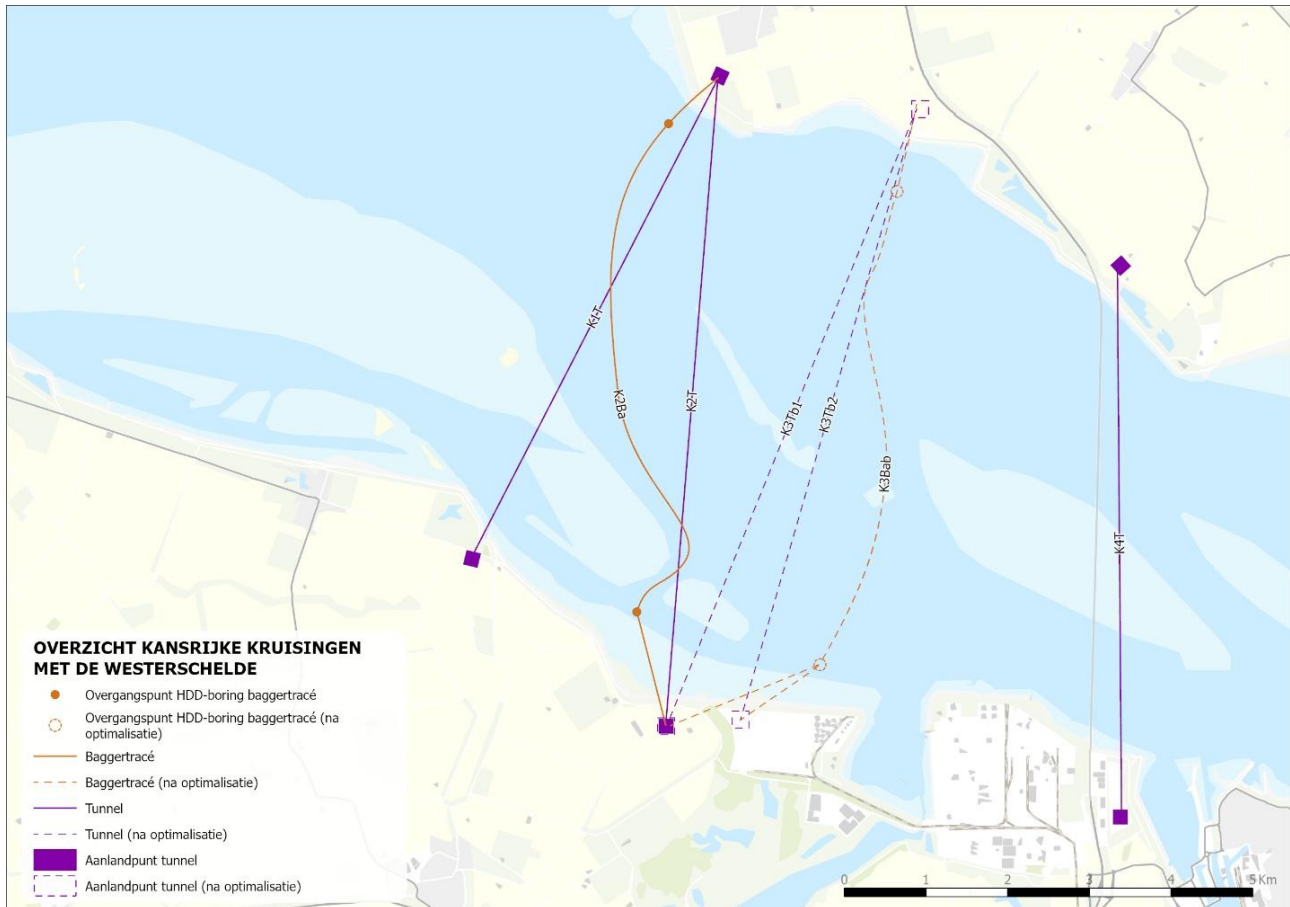 K1T
K2Ba
K2T
K3Tb1
K3Tb2
K3Bab
K4T
OVERZICHT KANSRIJKE KRUISINGEN
MET DE WESTERSCHELDE
Overgangspunt HDD-boring baggertracé
Overgangspunt HDD-boring baggertracé (na
optimalisatie)
Baggertracé
Baggertracé (na optimalisatie)
Tunnel
Tunnel (na optimalisatie)
Aanlandpunt tunnel
Aanlandpunt tunnel (na optimalisatie)
0 1 2 3 4 5 Km